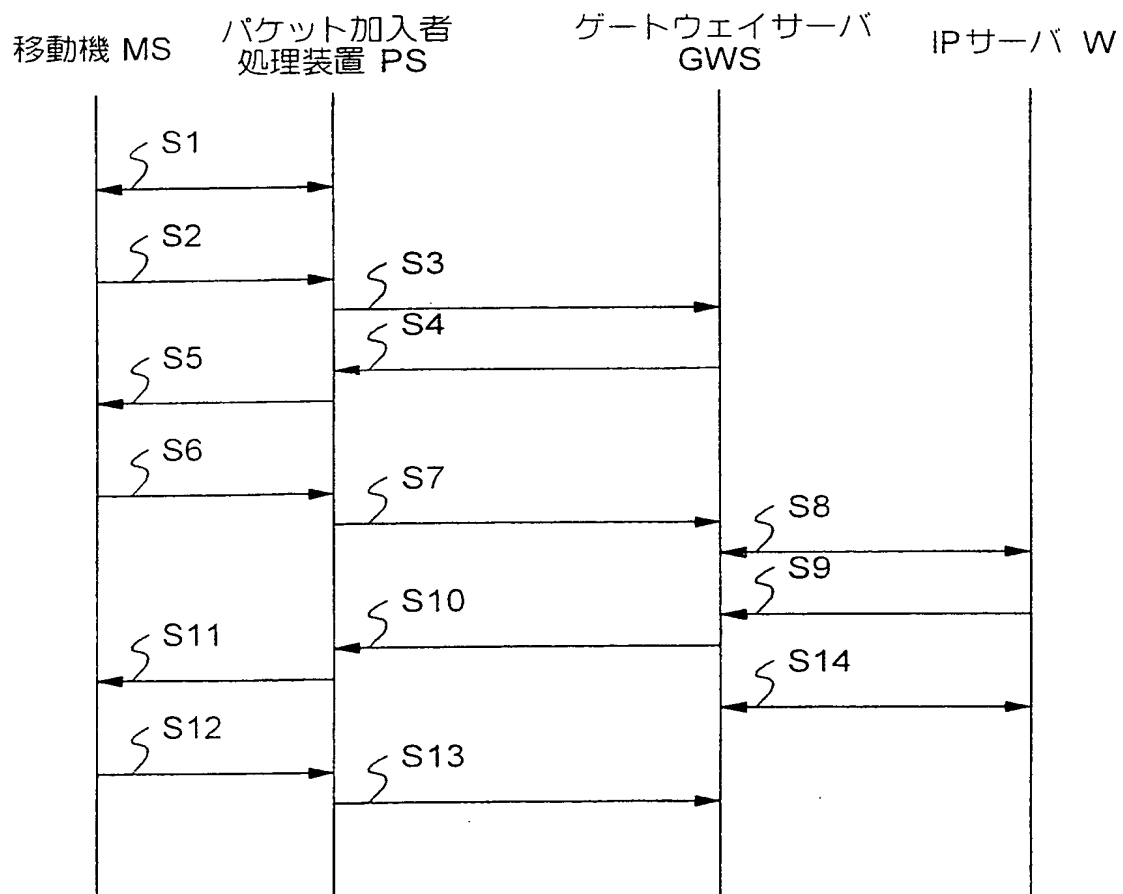 移動機 MS
パケット加入者
処理装置 PS
ゲートウェイサーバ
GWS
IPサーバ W
S1
S2
S3
S4
S5
S6
S7
S8
S9
S10
S11
S14
S12
S13